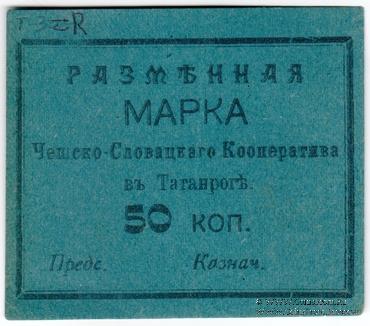 РАЗМѢННАЯ
МАРКА
Чешско-Словацкаго Кооператива
въ Таганрогѣ.
50 коп.
Предс. Казнач.